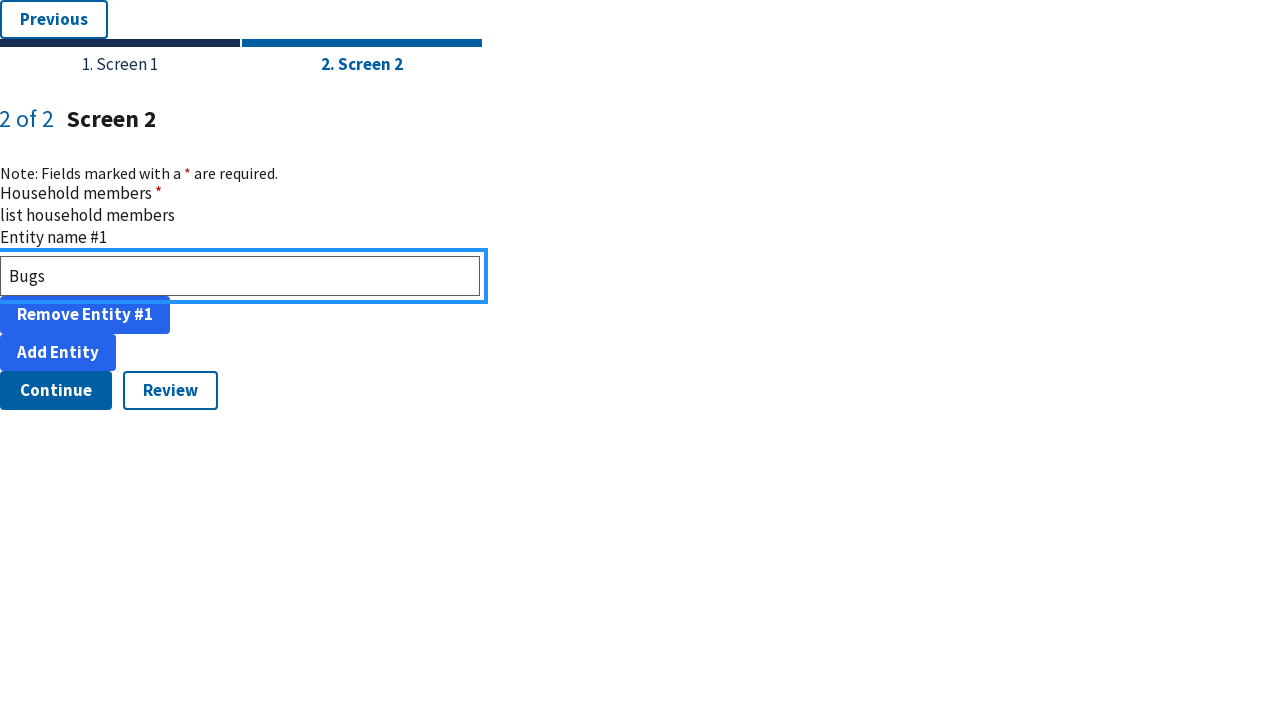 Previous
1. Screen 1
2. Screen 2
2 of 2 Screen 2
Note: Fields marked with a * are required.
Household members *
list household members
Entity name #1
Bugs
Remove Entity #1
Add Entity
Continue Review